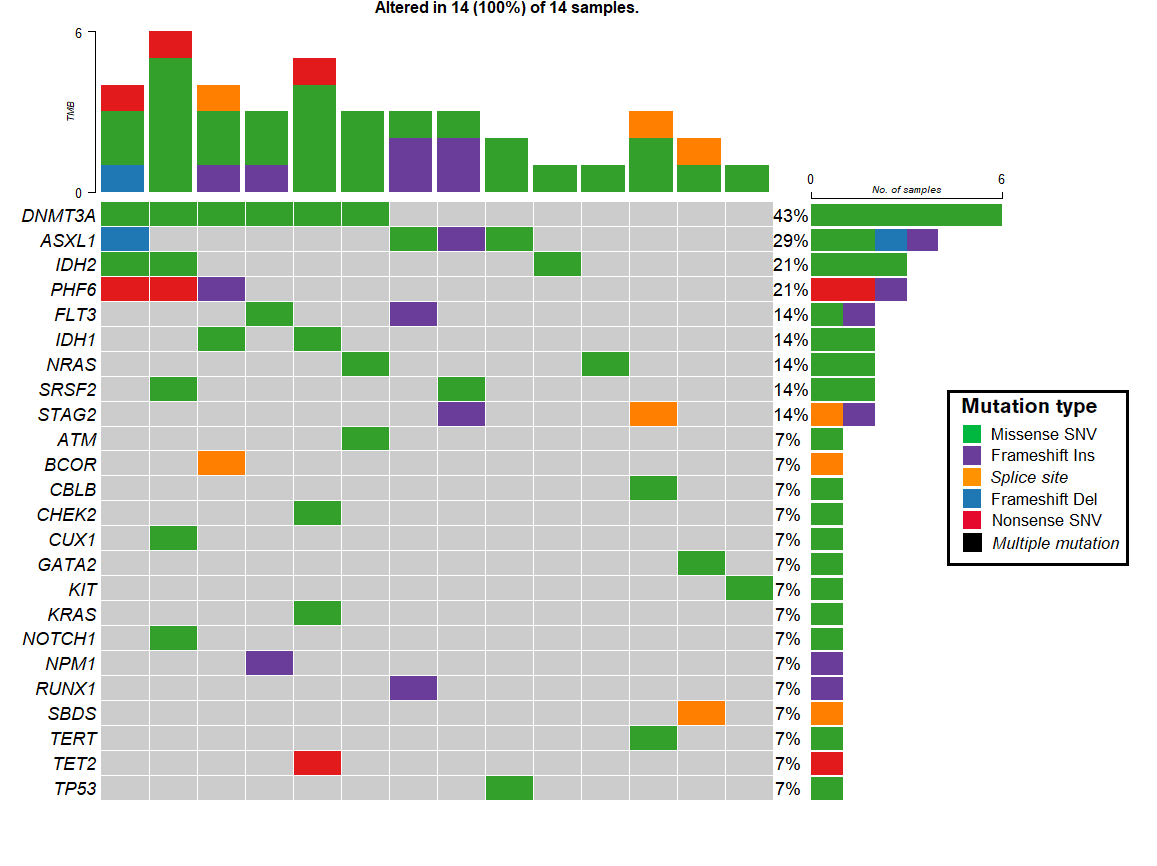 Altered in 14 (100%) of 14 samples.
6
TMB
0
0 6
No. of samples
DNMT3A 43%
ASXL1 29%
IDH2 21%
PHF6 21%
FLT3 14%
IDH1 14%
NRAS 14%
SRSF2 14%
STAG2 14%
ATM 7%
BCOR 7%
CBLB 7%
CHEK2 7%
CUX1 7%
GATA2 7%
KIT 7%
KRAS 7%
NOTCH1 7%
NPM1 7%
RUNX1 7%
SBDS 7%
TERT 7%
TET2 7%
TP53 7%
Mutation type
Missense SNV
Frameshift Ins
Splice site
Frameshift Del
Nonsense SNV
Multiple mutation